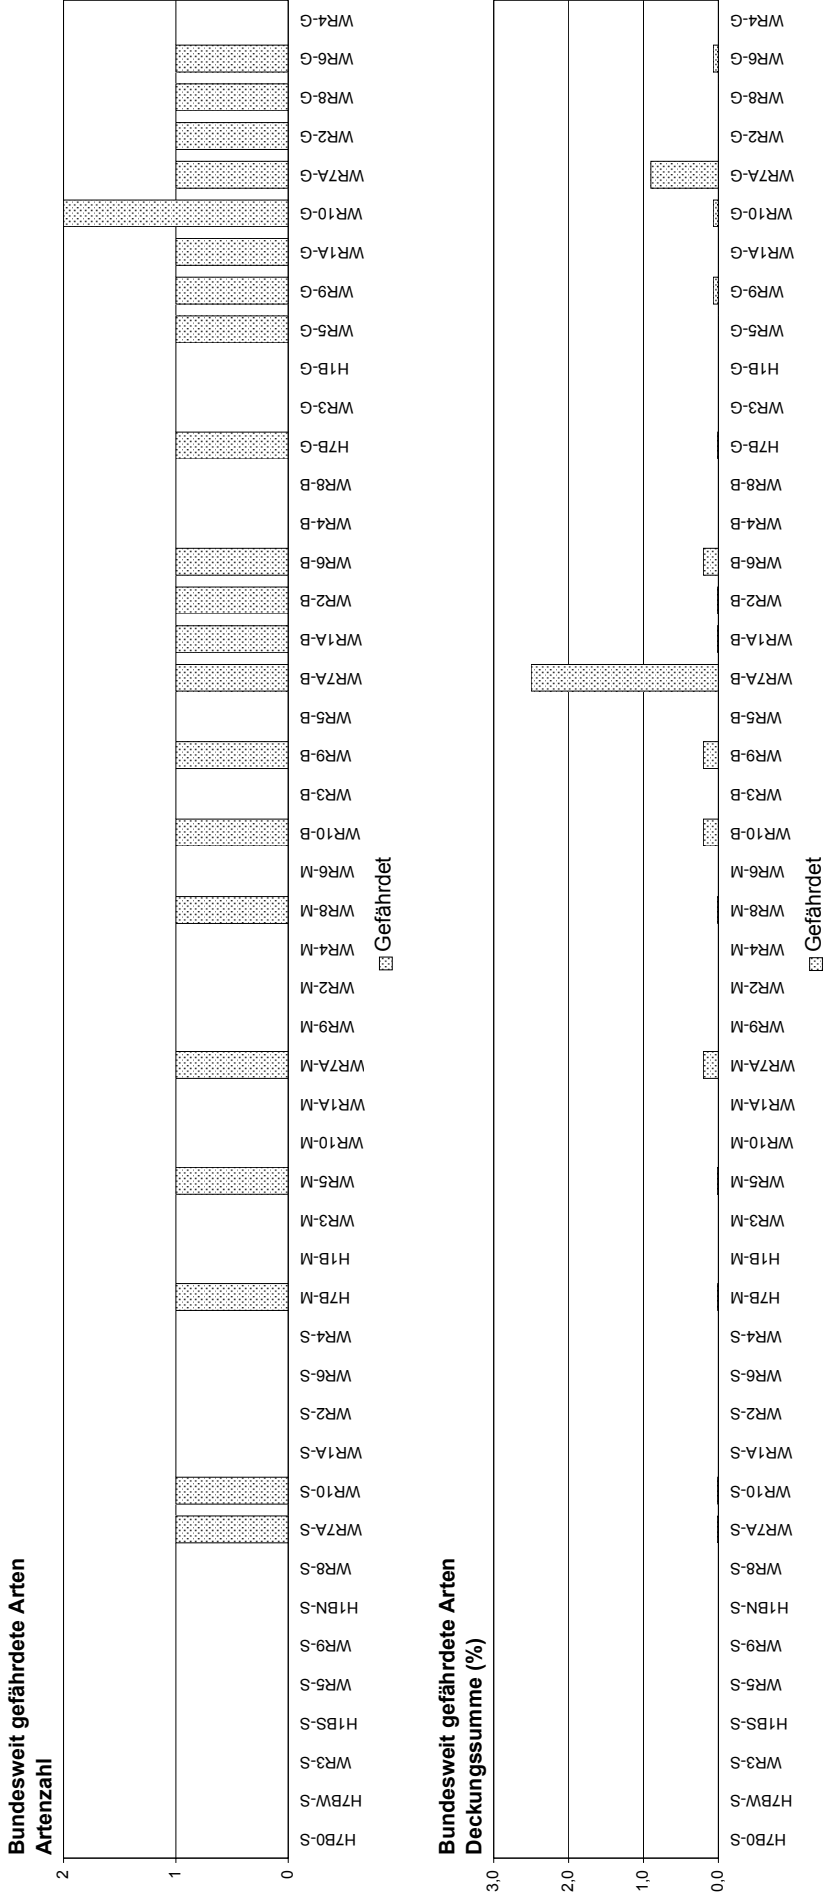 Bundesweit gefährdete Arten
Artenzahl
2
1
0
H7B0-S
H7BW-S
WR3-S
H1BS-S
WR5-S
WR9-S
H1BN-S
WR8-S
WR7A-S
WR10-S
WR1A-S
WR2-S
WR6-S
WR4-S
H7B-M
H1B-M
WR3-M
WR5-M
WR10-M
WR1A-M
WR7A-M
WR9-M
WR2-M
WR4-M
WR8-M
WR6-M
WR10-B
WR3-B
WR9-B
WR5-B
WR7A-B
WR1A-B
WR2-B
WR6-B
WR4-B
WR8-B
H7B-G
WR3-G
H1B-G
WR5-G
WR9-G
WR1A-G
WR10-G
WR7A-G
WR2-G
WR8-G
WR6-G
WR4-G
Gefährdet
Bundesweit gefährdete Arten
Deckungssumme (%)
3,0
2,0
1,0
0,0
H7B0-S
H7BW-S
WR3-S
H1BS-S
WR5-S
WR9-S
H1BN-S
WR8-S
WR7A-S
WR10-S
WR1A-S
WR2-S
WR6-S
WR4-S
H7B-M
H1B-M
WR3-M
WR5-M
WR10-M
WR1A-M
WR7A-M
WR9-M
WR2-M
WR4-M
WR8-M
WR6-M
WR10-B
WR3-B
WR9-B
WR5-B
WR7A-B
WR1A-B
WR2-B
WR6-B
WR4-B
WR8-B
H7B-G
WR3-G
H1B-G
WR5-G
WR9-G
WR1A-G
WR10-G
WR7A-G
WR2-G
WR8-G
WR6-G
WR4-G
Gefährdet